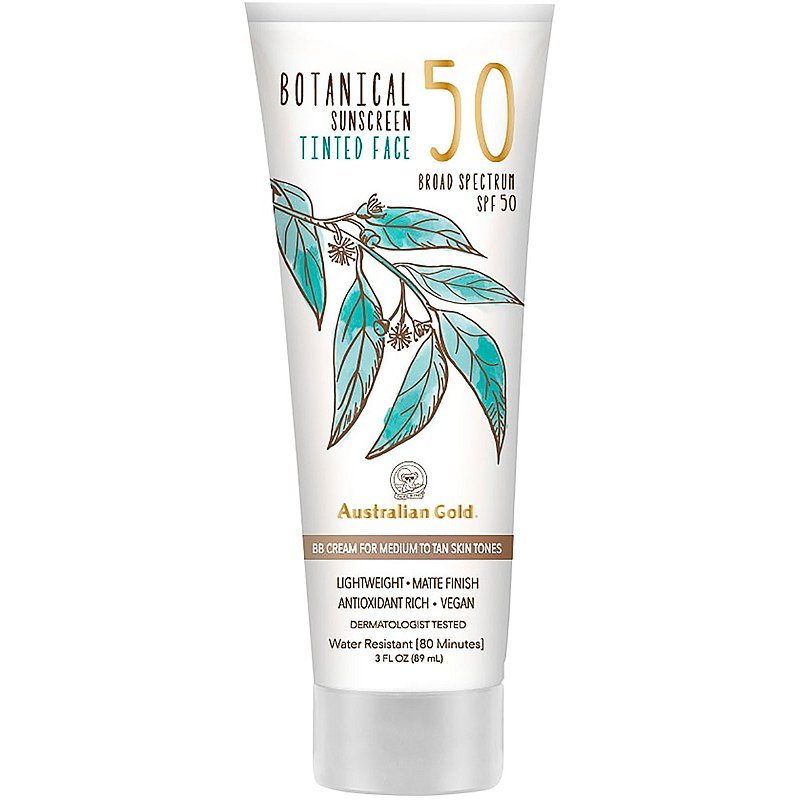 BOTANICAL
SUNSCREEN
TINTED FACE
50
BROAD SPECTRUM
SPF 50
Australian Gold.
BB CREAM FOR MEDIUM TO TAN SKIN TONES
LIGHTWEIGHT • MATTE FINISH
ANTIOXIDANT RICH • VEGAN
DERMATOLOGIST TESTED
Water Resistant [80 Minutes]
3 FL OZ (89 mL)